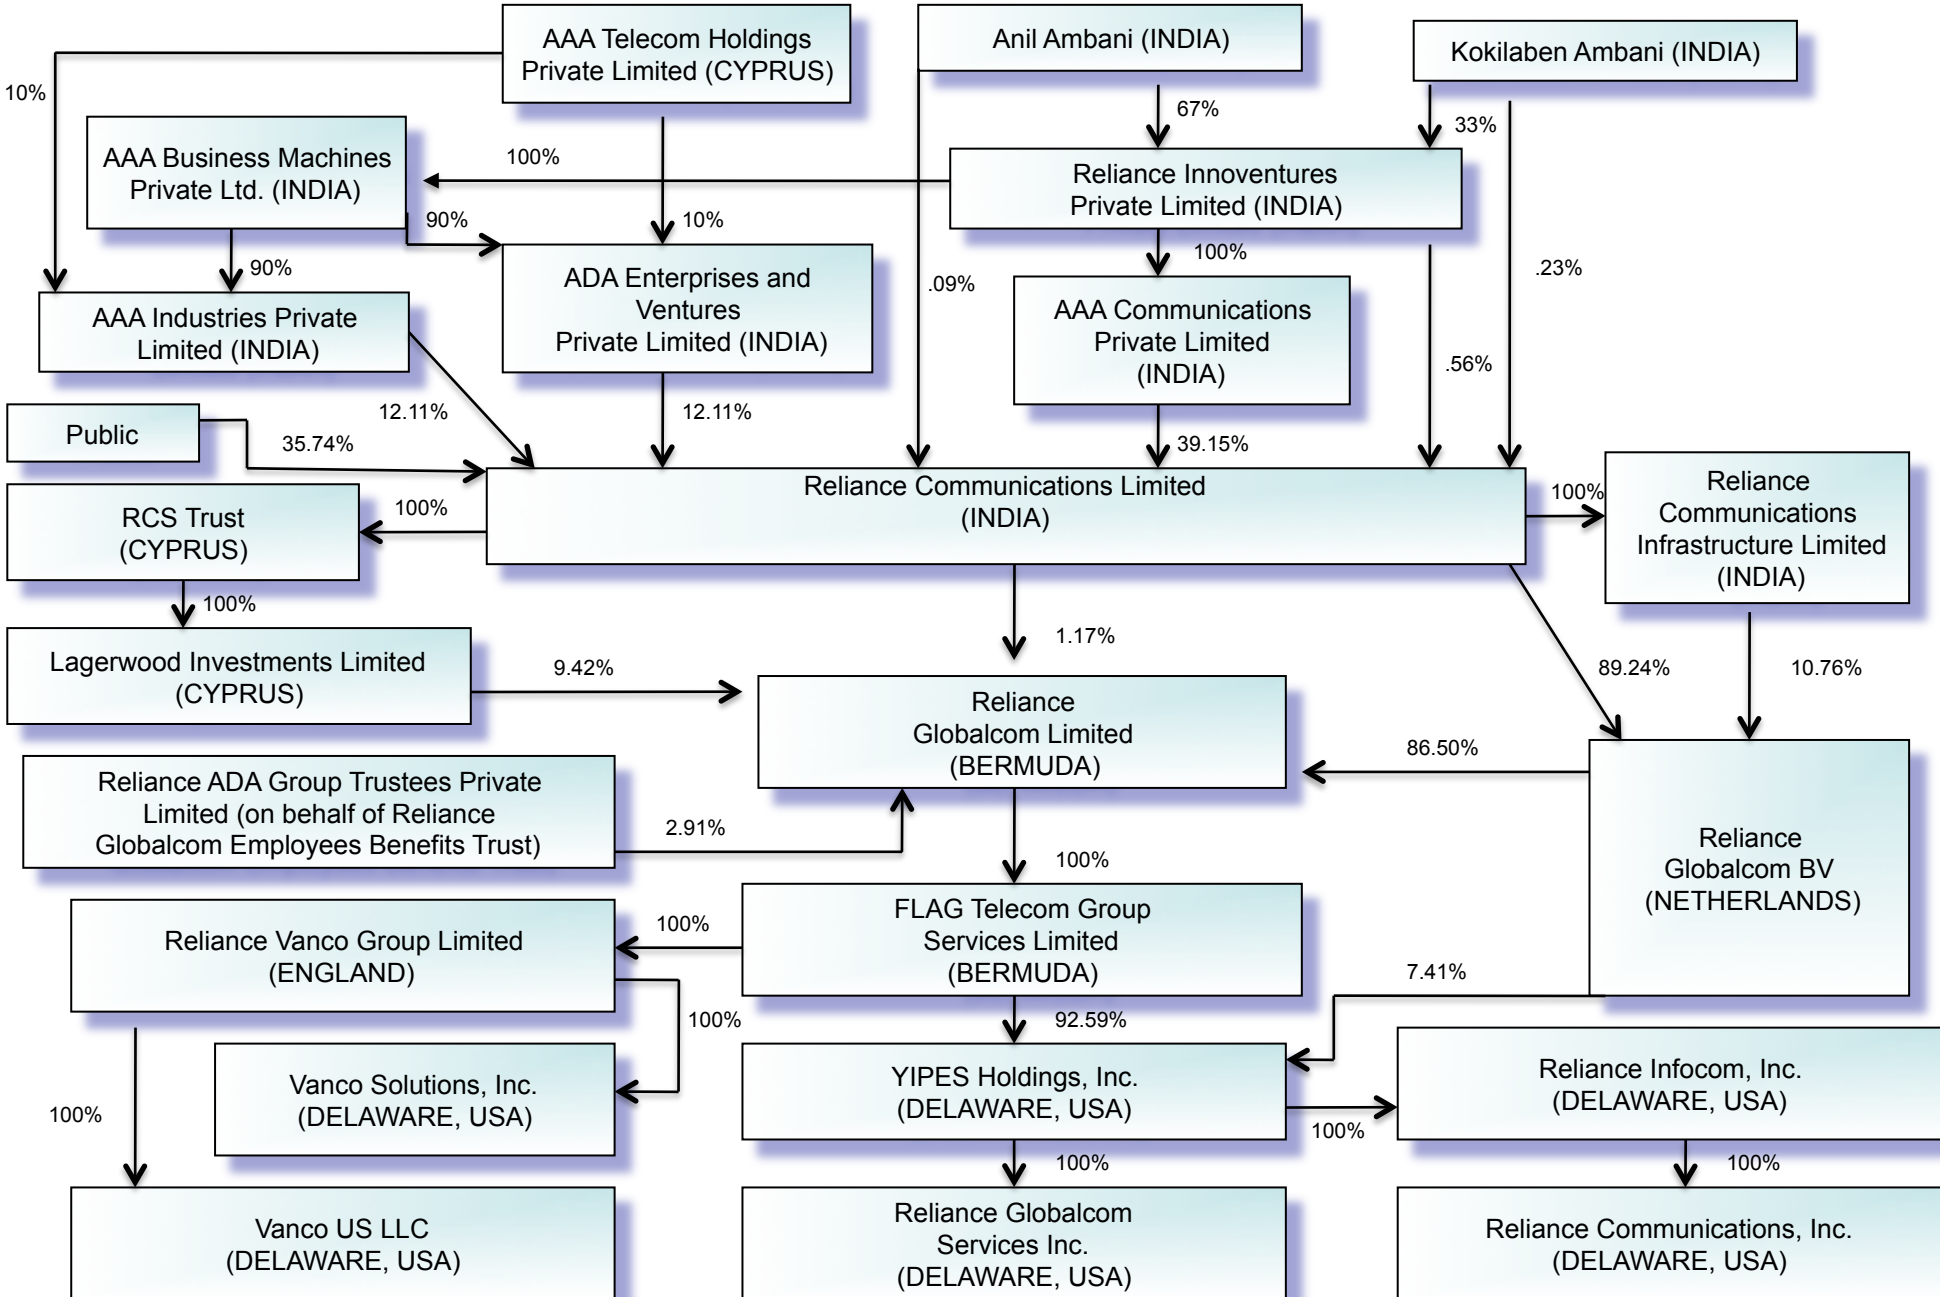 AAA Telecom Holdings
Private Limited (CYPRUS)
Anil Ambani (INDIA)
Kokilaben Ambani (INDIA)
10%
67%
33%
AAA Business Machines
Private Ltd. (INDIA)
100%
Reliance Innoventures
Private Limited (INDIA)
90%
10%
90%
100%
.09%
.23%
AAA Industries Private
Limited (INDIA)
ADA Enterprises and
Ventures
Private Limited (INDIA)
AAA Communications
Private Limited
(INDIA)
.56%
12.11%
12.11%
39.15%
Public
35.74%
Reliance Communications Limited
(INDIA)
100%
Reliance
Communications
Infrastructure Limited
(INDIA)
RCS Trust
(CYPRUS)
100%
100%
1.17%
89.24%
10.76%
Lagerwood Investments Limited
(CYPRUS)
9.42%
Reliance
Globalcom Limited
(BERMUDA)
86.50%
Reliance ADA Group Trustees Private
Limited (on behalf of Reliance
Globalcom Employees Benefits Trust)
2.91%
100%
Reliance
Globalcom BV
(NETHERLANDS)
Reliance Vanco Group Limited
(ENGLAND)
100%
FLAG Telecom Group
Services Limited
(BERMUDA)
7.41%
100%
92.59%
Vanco Solutions, Inc.
(DELAWARE, USA)
YIPES Holdings, Inc.
(DELAWARE, USA)
Reliance Infocom, Inc.
(DELAWARE, USA)
100%
100%
100%
100%
Vanco US LLC
(DELAWARE, USA)
Reliance Globalcom
Services Inc.
(DELAWARE, USA)
Reliance Communications, Inc.
(DELAWARE, USA)